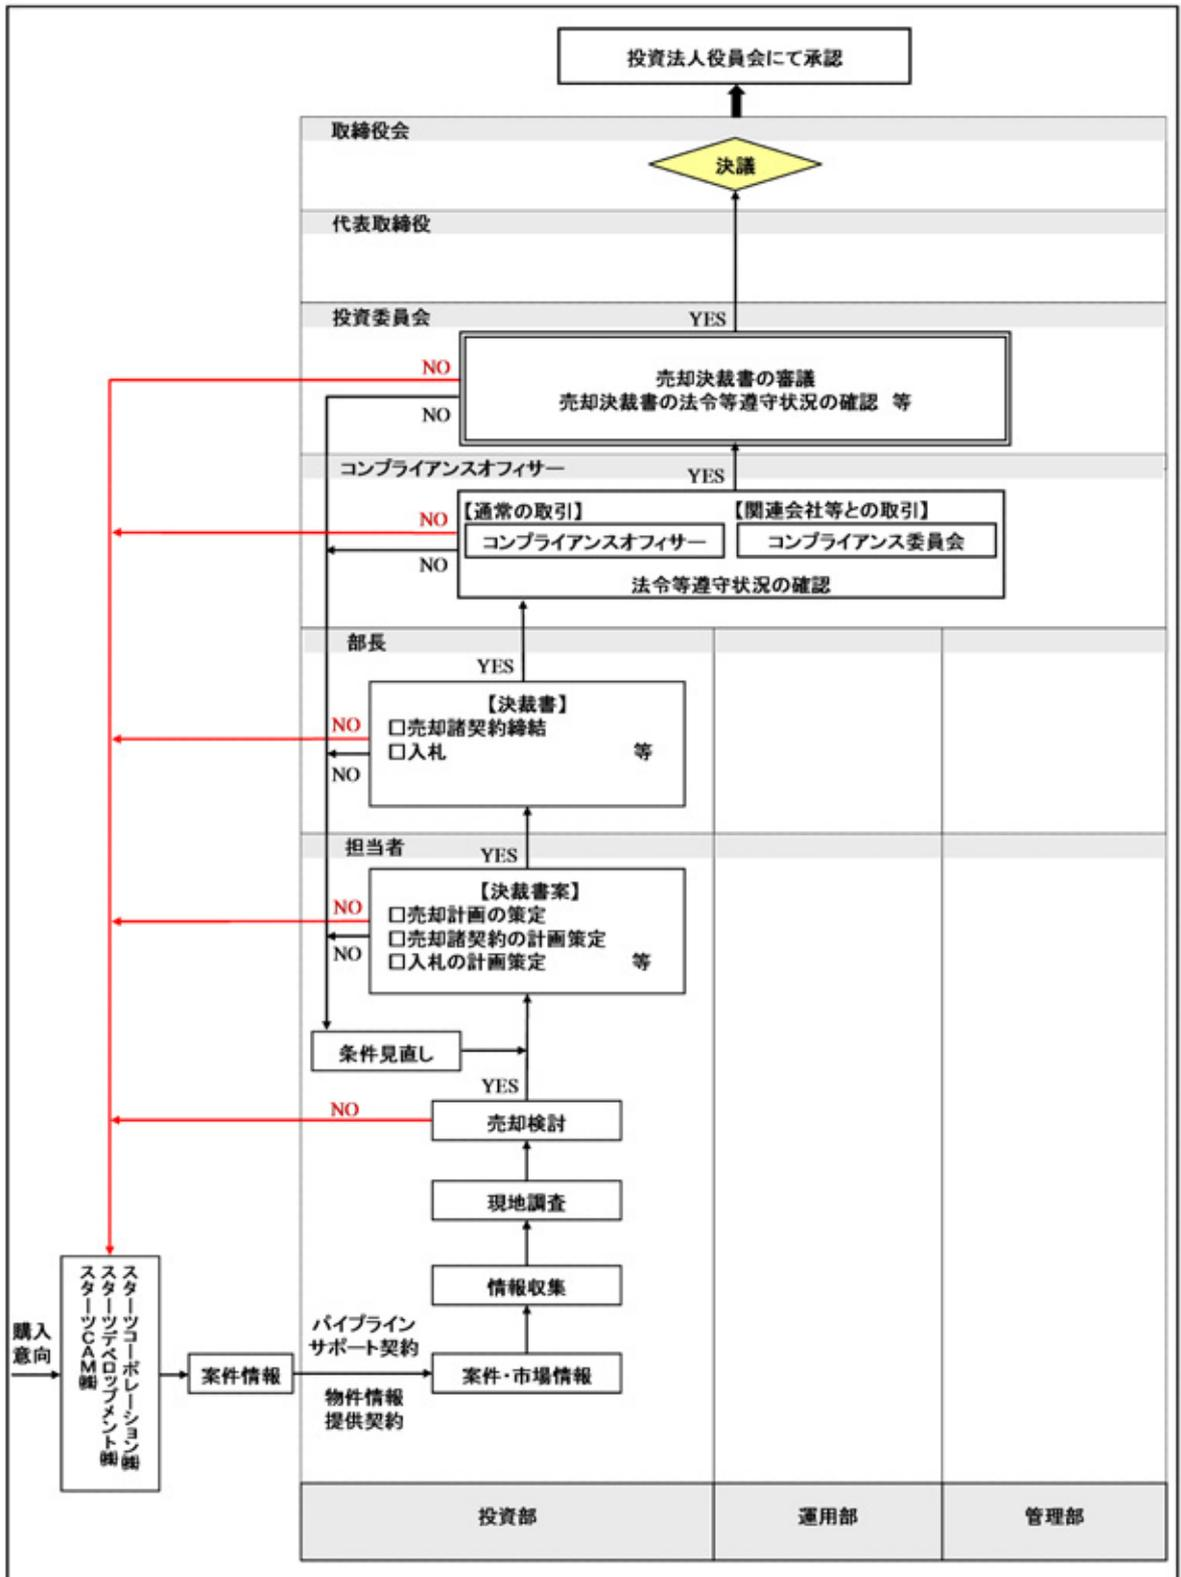 投資法人役員会にて承認
取締役会
決議
代表取締役
投資委員会
YES
NO
売却決裁書の審議
売却決裁書の法令等遵守状況の確認 等
NO
コンプライアンスオフィサー
YES
【通常の取引】
【関連会社等との取引】
NO
コンプライアンスオフィサー
コンプライアンス委員会
NO
法令等遵守状況の確認
部長
YES
【決裁書】
NO
□売却諸契約締結
□入札 等
NO
担当者
YES
【決裁書案】
NO
□売却計画の策定
□売却諸契約の計画策定
NO
□入札の計画策定 等
条件見直し
YES
NO
売却検討
現地調査
情報収集
購入
意向
スターツコーポレーション㈱
スターツデベロップメント㈱
スターツCAM㈱
案件情報
パイプライン
サポート契約
物件情報
提供契約
案件・市場情報
投資部
運用部
管理部